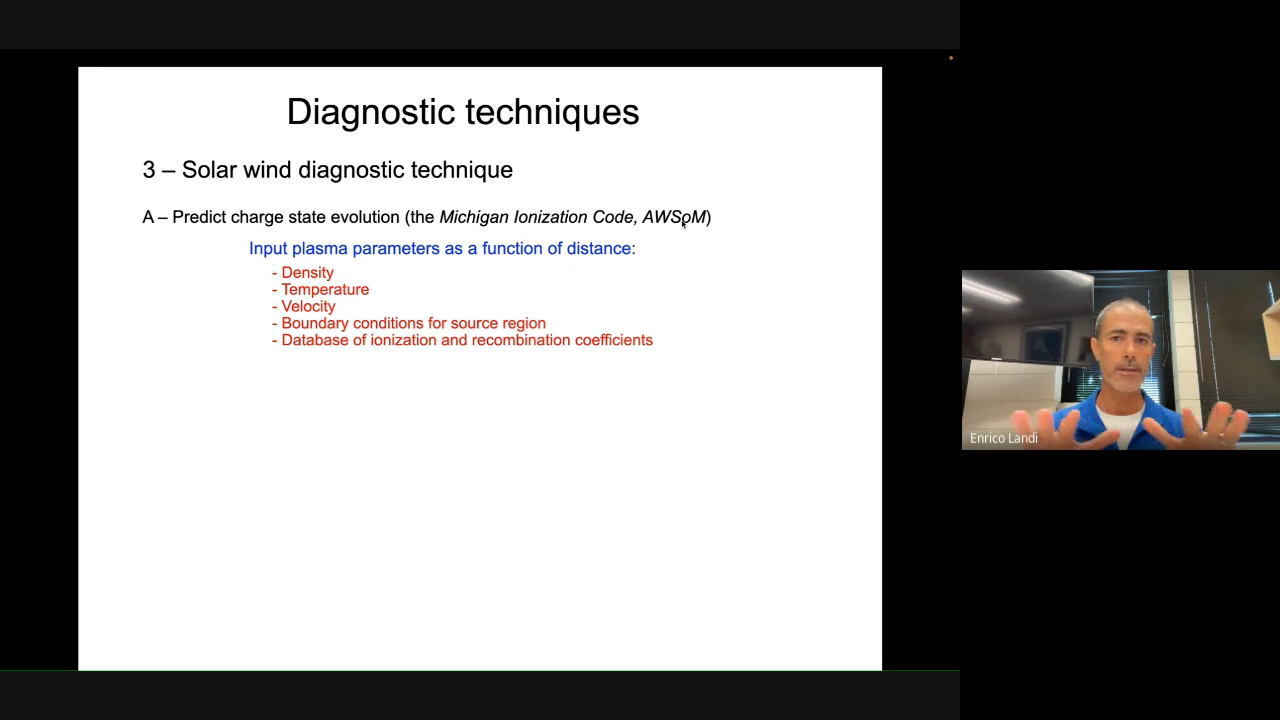 Diagnostic techniques
3 – Solar wind diagnostic technique
A – Predict charge state evolution (the Michigan Ionization Code, AWSoM)
Input plasma parameters as a function of distance:
- Density
- Temperature
- Velocity
- Boundary conditions for source region
- Database of ionization and recombination coefficients
Enrico Landi